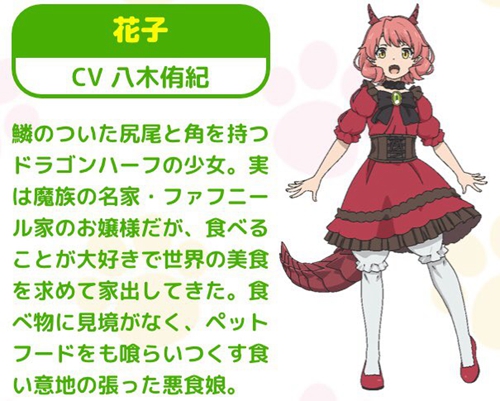 花子
CV 八木侑紀
鱗のついた尻尾と角を持つ
ドラゴンハーフの少女。実
は魔族の名家・ファフニー
ル家のお嬢様だが、食べる
ことが大好きで世界の美食
を求めて家出してきた。食
べ物に見境がなく、ペット
フードをも喰らいつくす食
い意地の張った悪食娘。